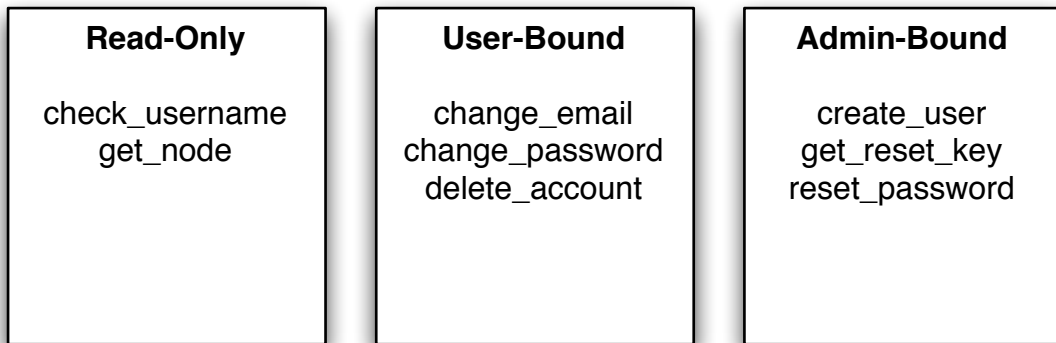 Read-Only
check_username
get_node
User-Bound
change_email
change_password
delete_account
Admin-Bound
create_user
get_reset_key
reset_password